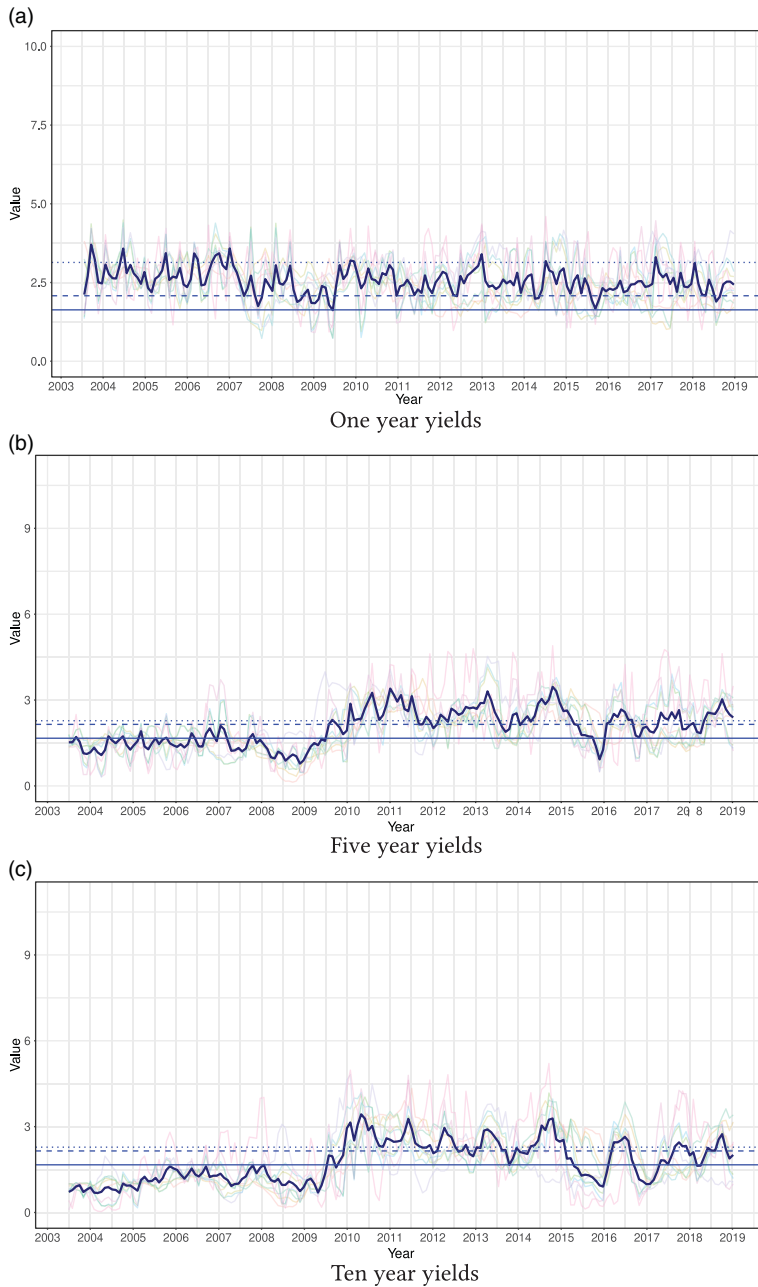 (a)
10.0
7.5
5.0
2.5
0.0
Value
2003 2004 2005 2006 2007 2008 2009 2010 2011 2012 2013 2014 2015 2016 2017 2018 2019
Year
One year yields
(b)
9
6
3
0
Value
2003 2004 2005 2006 2007 2008 2009 2010 2011 2012 2013 2014 2015 2016 2017 20 8 2019
Year
Five year yields
(c)
9
6
3
0
Value
2003 2004 2005 2006 2007 2008 2009 2010 2011 2012 2013 2014 2015 2016 2017 2018 2019
Year
Ten year yields